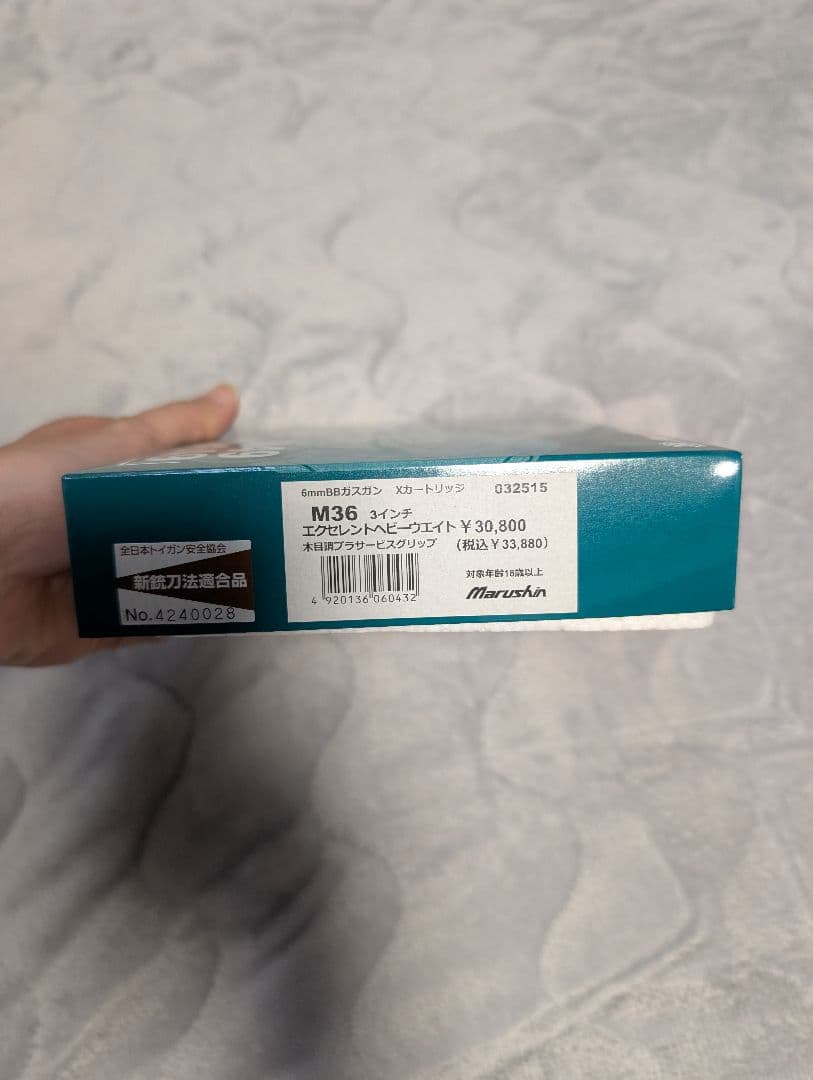 6mmBBガスガン Xカートリッジ 032515
M36 3インチ
エクセレントヘビーウエイト ¥30,800
木目調プラサービスグリップ (税込¥33,880)
4 920136 060432
対象年齢18歳以上
Marushin
全日本トイガン安全協会
新銃刀法適合品
No.4240028